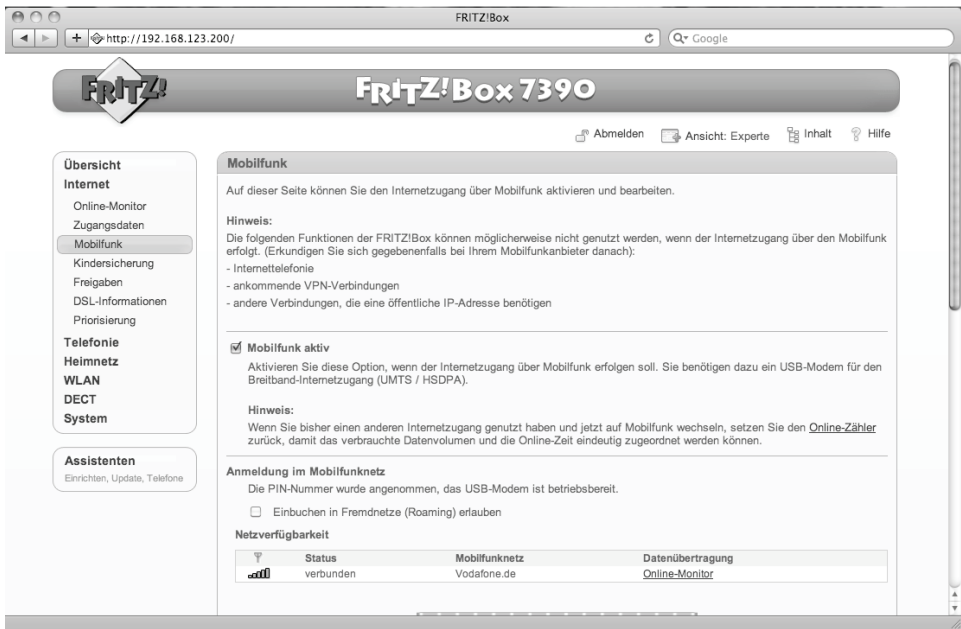 FRITZ!Box
http://192.168.123.200/
Google
FRITZ!
FRITZ!Box 7390
Abmelden
Ansicht: Experte
Inhalt
Hilfe
Übersicht
Internet
Online-Monitor
Zugangsdaten
Mobilfunk
Kindersicherung
Freigaben
DSL-Informationen
Priorisierung
Telefonie
Heimnetz
WLAN
DECT
System
Assistenten
Einrichten, Update, Telefone
Mobilfunk
Auf dieser Seite können Sie den Internetzugang über Mobilfunk aktivieren und bearbeiten.
Hinweis:
Die folgenden Funktionen der FRITZ!Box können möglicherweise nicht genutzt werden, wenn der Internetzugang über den Mobilfunk
erfolgt. (Erkundigen Sie sich gegebenenfalls bei Ihrem Mobilfunkanbieter danach):
- Internettelefonie
- ankommende VPN-Verbindungen
- andere Verbindungen, die eine öffentliche IP-Adresse benötigen
Mobilfunk aktiv
Aktivieren Sie diese Option, wenn der Internetzugang über Mobilfunk erfolgen soll. Sie benötigen dazu ein USB-Modem für den
Breitband-Internetzugang (UMTS / HSDPA).
Hinweis:
Wenn Sie bisher einen anderen Internetzugang genutzt haben und jetzt auf Mobilfunk wechseln, setzen Sie den Online-Zähler
zurück, damit das verbrauchte Datenvolumen und die Online-Zeit eindeutig zugeordnet werden können.
Anmeldung im Mobilfunknetz
Die PIN-Nummer wurde angenommen, das USB-Modem ist betriebsbereit.
Einbuchen in Fremdnetze (Roaming) erlauben
Netzverfügbarkeit
Status Mobilfunknetz Datenübertragung
verbunden Vodafone.de Online-Monitor